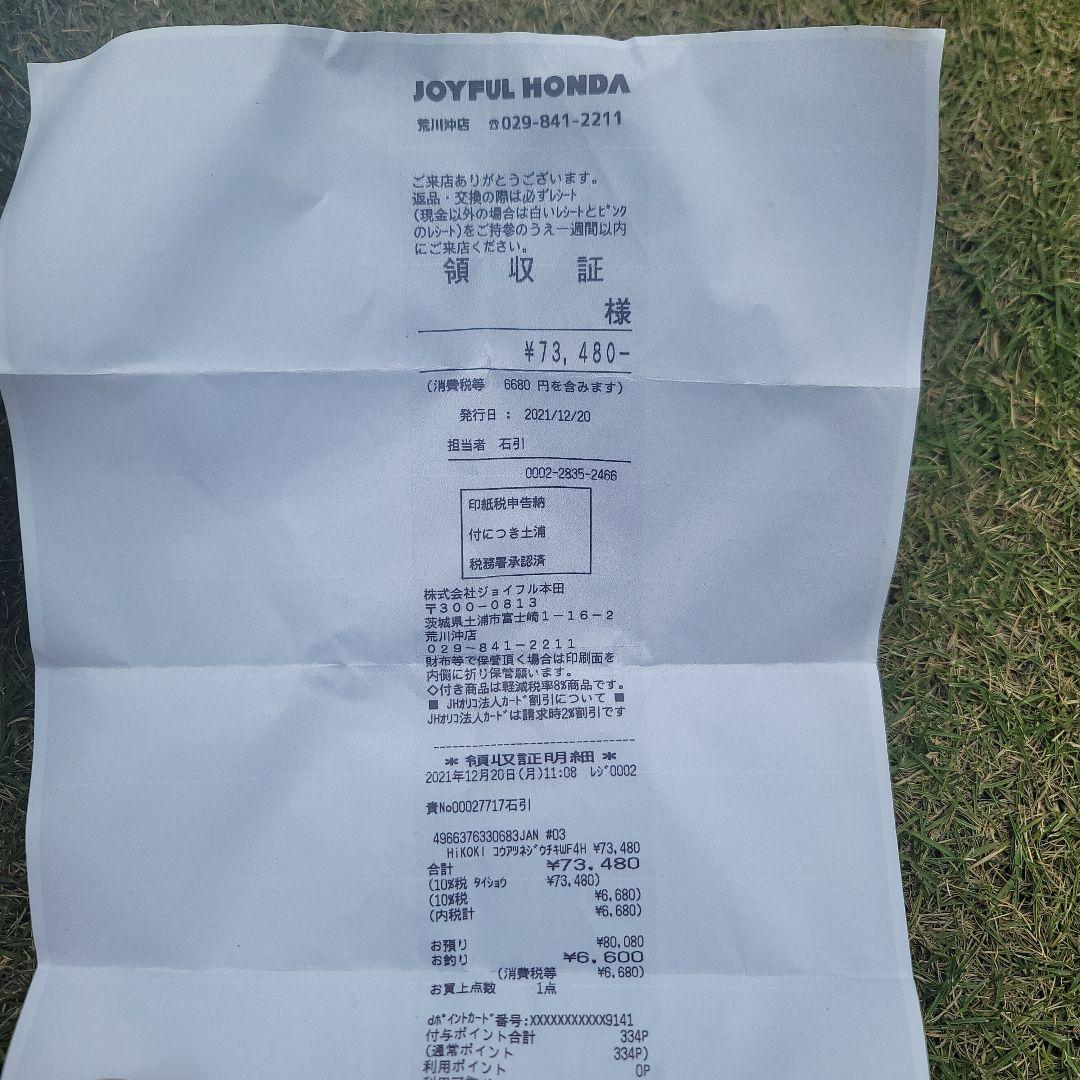 JOYFUL HONDA
荒川沖店 ☎029-841-2211
ご来店ありがとうございます。
返品・交換の際は必ずﾚｼｰﾄ
(現金以外の場合は白いﾚｼｰﾄとﾋﾟﾝｸ
のﾚｼｰﾄ)をご持参のうえ一週間以内
にご来店ください。
領 収 証
様
¥73,480-
(消費税等 6680 円を含みます)
発行日 : 2021/12/20
担当者 石引
0002-2835-2466
印紙税申告納
付につき土浦
税務署承認済
株式会社ジョイフル本田
〒300-0813
茨城県土浦市富士崎1-16-2
荒川沖店
029-841-2211
財布等で保管頂く場合は印刷面を
内側に折り保管願います。
◇付き商品は軽減税率8%商品です。
■ JHｵﾘｺ法人ｶｰﾄﾞ割引について ■
JHｵﾘｺ法人ｶｰﾄﾞは請求時2%割引です
＊ 領収証明細 ＊
2021年12月20日(月)11:08 ﾚｼﾞ0002
責No00027717石引
4966376330683JAN #03
HiKOKI ｺｳｱﾂﾈｼﾞｳﾁｷWF4H ¥73,480
合計 ¥73,480
(10%税 ﾀｲｼｮｳ ¥73,480)
(10%税 ¥6,680)
(内税計 ¥6,680)
お預り ¥80,080
お釣り ¥6,600
(消費税等 ¥6,680)
お買上点数 1点
dﾎﾟｲﾝﾄｶｰﾄﾞ番号:XXXXXXXXXXX9141
付与ポイント合計 334P
(通常ポイント 334P)
利用ポイント 0P